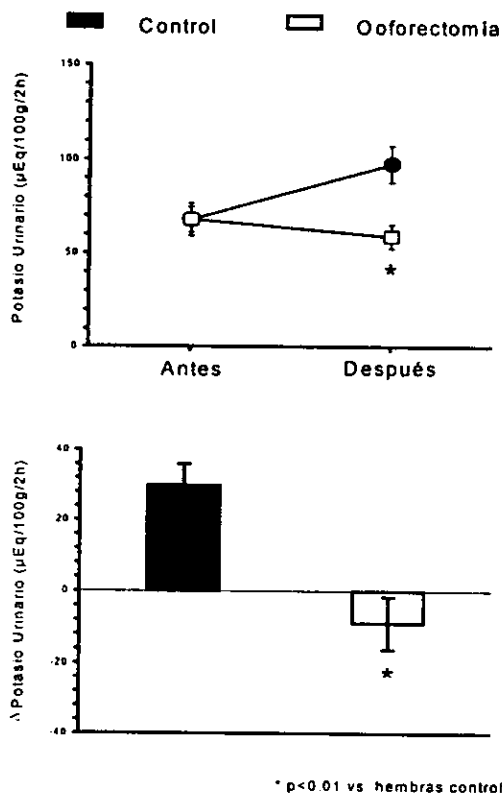 Control Ooforectomía
Potasio Urinario (µEq/100g/2h)
150
100
50
0
Antes Después
*
Δ Potasio Urinario (µEq/100g/2h)
40
20
0
-20
-40
*
* p<0.01 vs hembras control